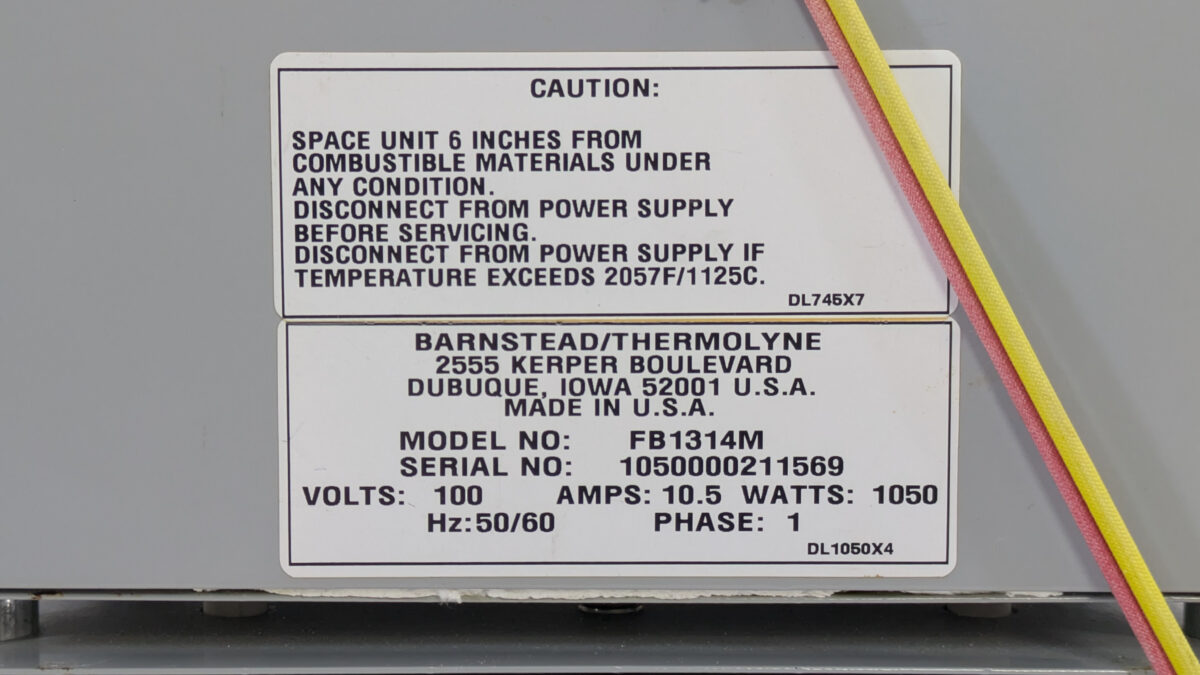 CAUTION:
SPACE UNIT 6 INCHES FROM
COMBUSTIBLE MATERIALS UNDER
ANY CONDITION.
DISCONNECT FROM POWER SUPPLY
BEFORE SERVICING.
DISCONNECT FROM POWER SUPPLY IF
TEMPERATURE EXCEEDS 2057F/1125C.
DL745X7
BARNSTEAD/THERMOLYNE
2555 KERPER BOULEVARD
DUBUQUE, IOWA 52001 U.S.A.
MADE IN U.S.A.
MODEL NO: FB1314M
SERIAL NO: 1050000211569
VOLTS: 100 AMPS: 10.5 WATTS: 1050
Hz:50/60 PHASE: 1
DL1050X4